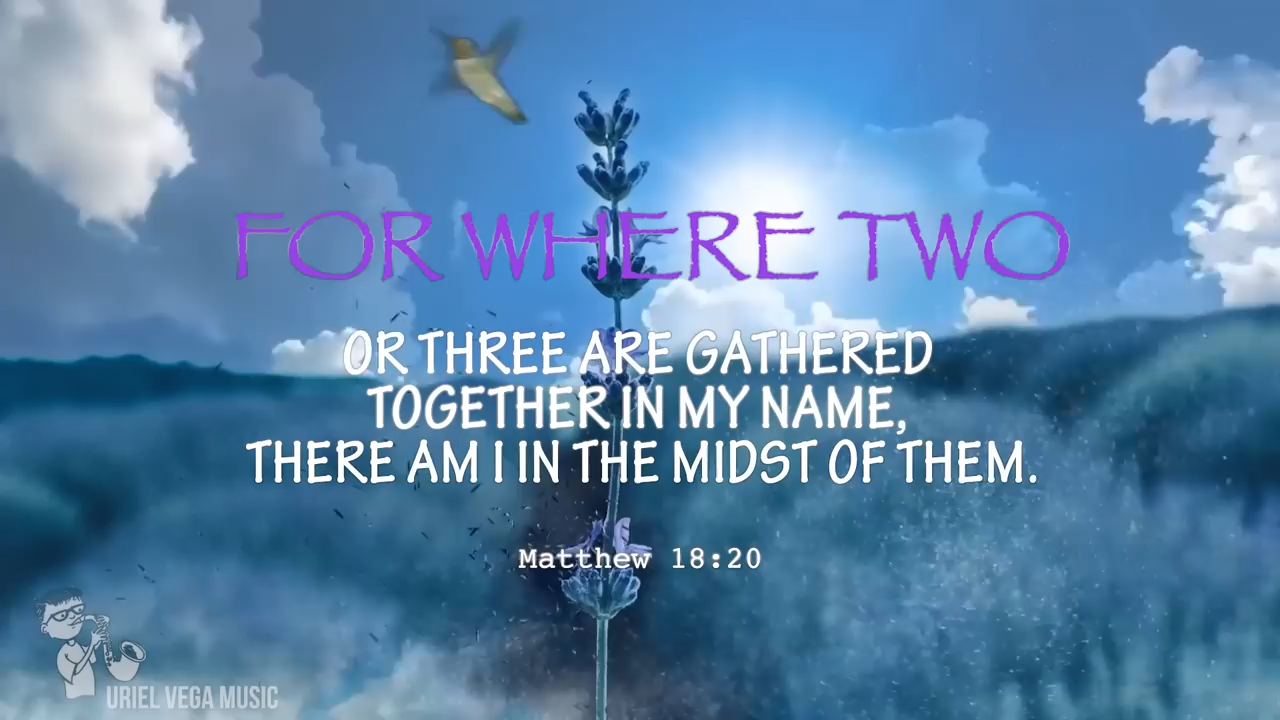 FOR WHERE TWO
OR THREE ARE GATHERED
TOGETHER IN MY NAME,
THERE AM I IN THE MIDST OF THEM.
Matthew 18:20
URIEL VEGA MUSIC